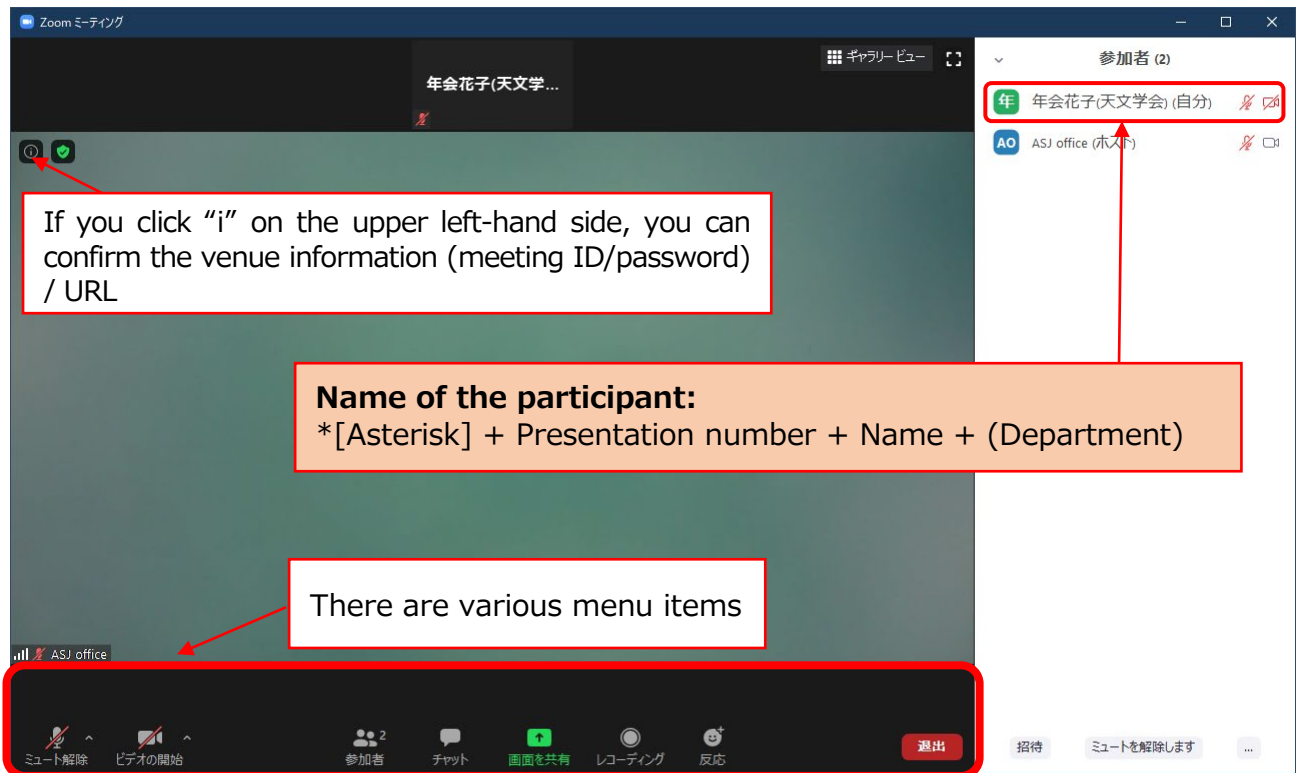 Zoom ミーティング
年会花子(天文学...
ギャラリー ビュー
If you click “i” on the upper left-hand side, you can
confirm the venue information (meeting ID/password)
/ URL
Name of the participant:
*[Asterisk] + Presentation number + Name + (Department)
There are various menu items
ASJ office
ミュート解除
ビデオの開始
2
参加者
チャット
画面を共有
レコーディング
反応
退出
参加者 (2)
年 年会花子(天文学会) (自分)
AO ASJ office (ホスト)
招待
ミュートを解除します
...